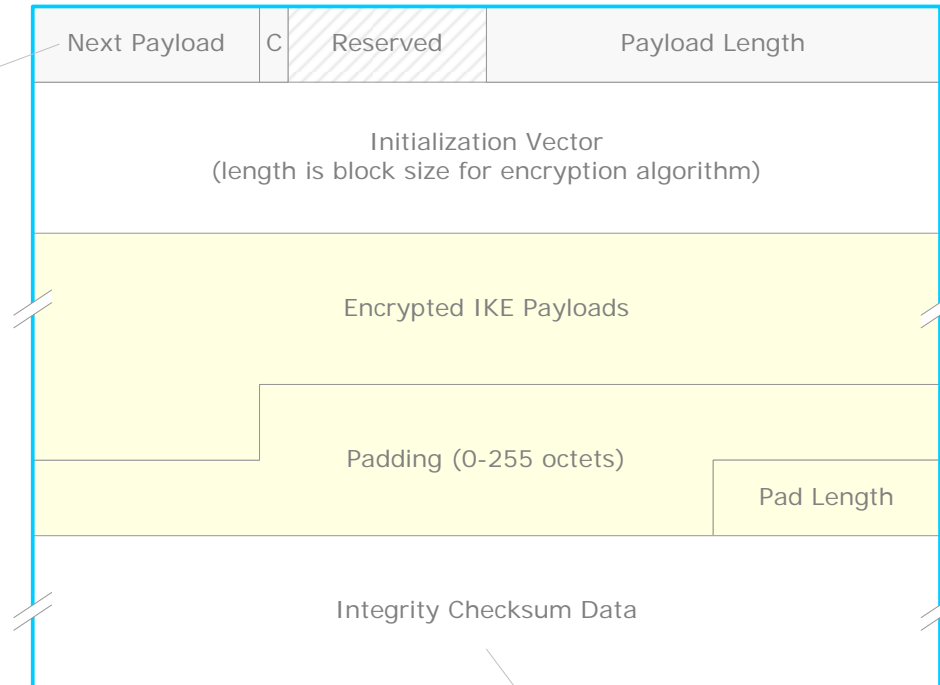 Next Payload C Reserved Payload Length
Initialization Vector
(length is block size for encryption algorithm)
Encrypted IKE Payloads
Padding (0-255 octets)
Pad Length
Integrity Checksum Data